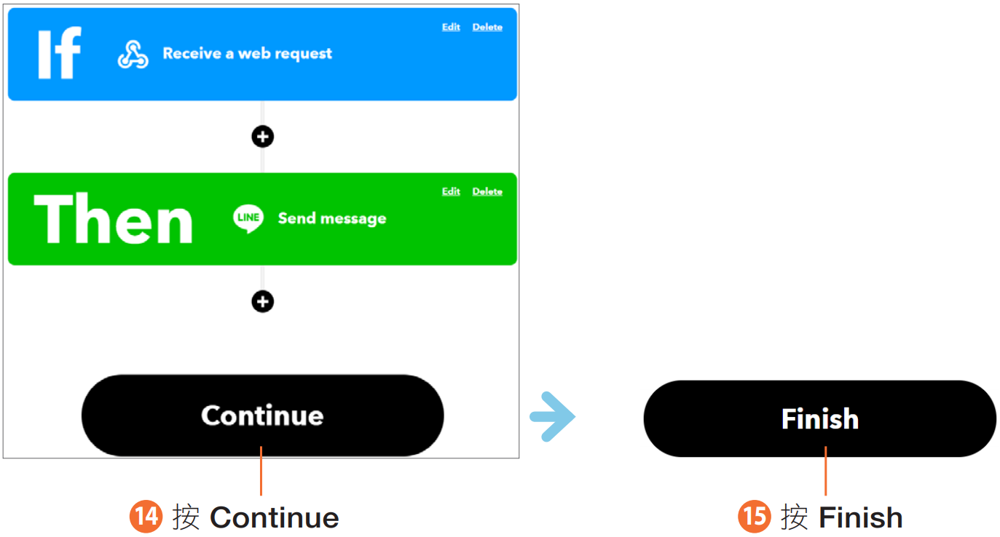 If
Receive a web request
Edit Delete
Then
LINE
Send message
Edit Delete
Continue
Finish
14 按 Continue
15 按 Finish